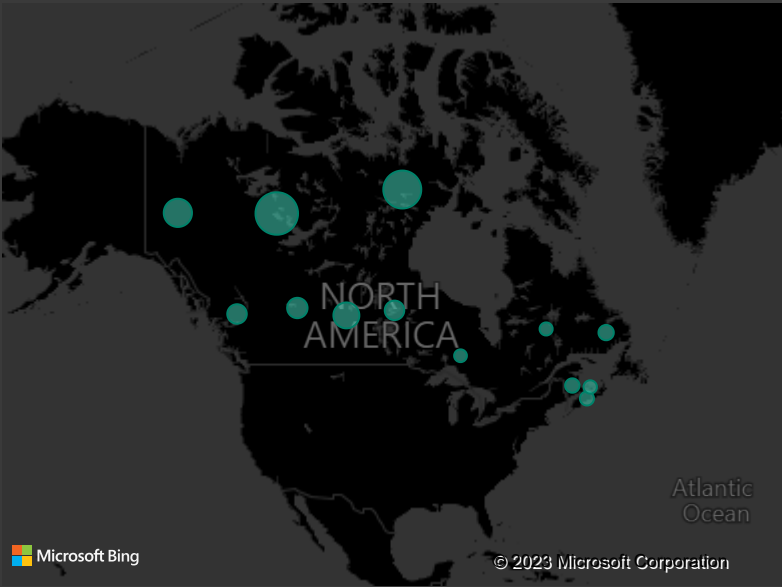 NORTH
AMERICA
Atlantic
Ocean
Microsoft Bing
© 2023 Microsoft Corporation